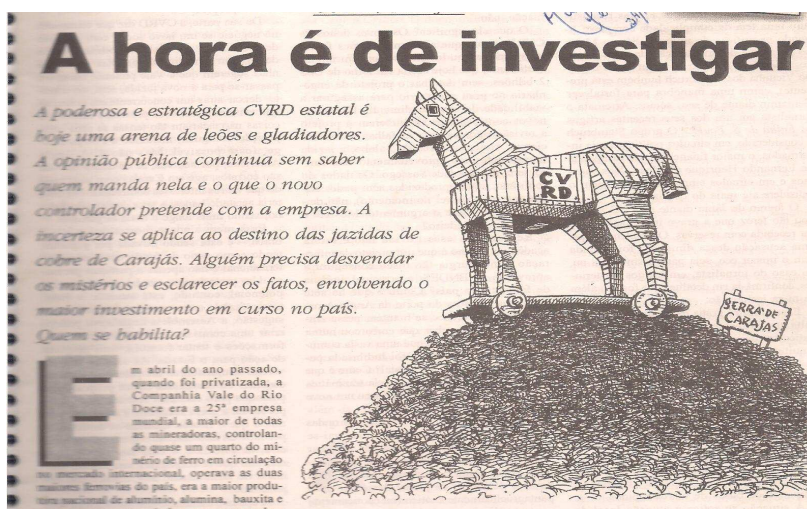 A hora é de investigar
A poderosa e estratégica CVRD estatal é
hoje uma arena de leões e gladiadores.
A opinião pública continua sem saber
quem manda nela e o que o novo
controlador pretende com a empresa. A
incerteza se aplica ao destino das jazidas de
cobre de Carajás. Alguém precisa desvendar
os mistérios e esclarecer os fatos, envolvendo o
maior investimento em curso no país.
Quem se habilita?
CV
RD
SERRA DE
CARAJÁS
Em abril do ano passado,
quando foi privatizada, a
Companhia Vale do Rio
Doce era a 25ª empresa
mundial, a maior de todas
as mineradoras, controlan-
do quase um quarto do mi-
nério de ferro em circulação
no mercado internacional, operava as duas
maiores ferrovias do país, era a maior produ-
tora nacional de alumínio, alumina, bauxita e